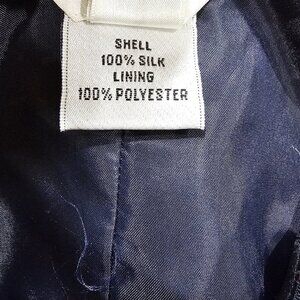 SHELL
100% SILK
LINING
100% POLYESTER